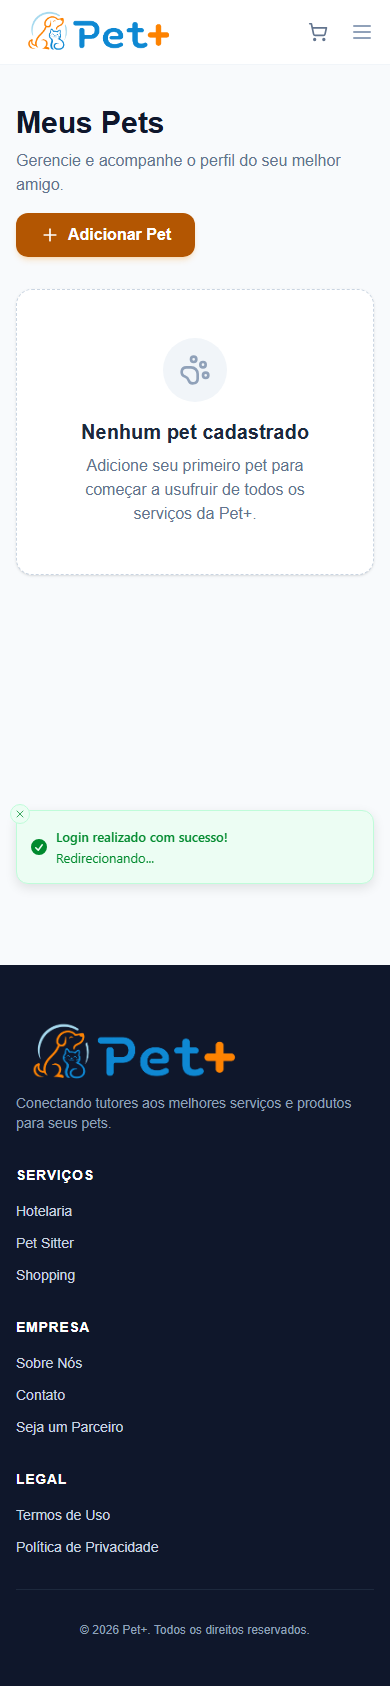 Pet+
Meus Pets
Gerencie e acompanhe o perfil do seu melhor
amigo.
Adicionar Pet
Nenhum pet cadastrado
Adicione seu primeiro pet para
começar a usufruir de todos os
serviços da Pet+.
Login realizado com sucesso!
Redirecionando...
Pet+
Conectando tutores aos melhores serviços e produtos
para seus pets.
SERVIÇOS
Hotelaria
Pet Sitter
Shopping
EMPRESA
Sobre Nós
Contato
Seja um Parceiro
LEGAL
Termos de Uso
Política de Privacidade
© 2026 Pet+. Todos os direitos reservados.